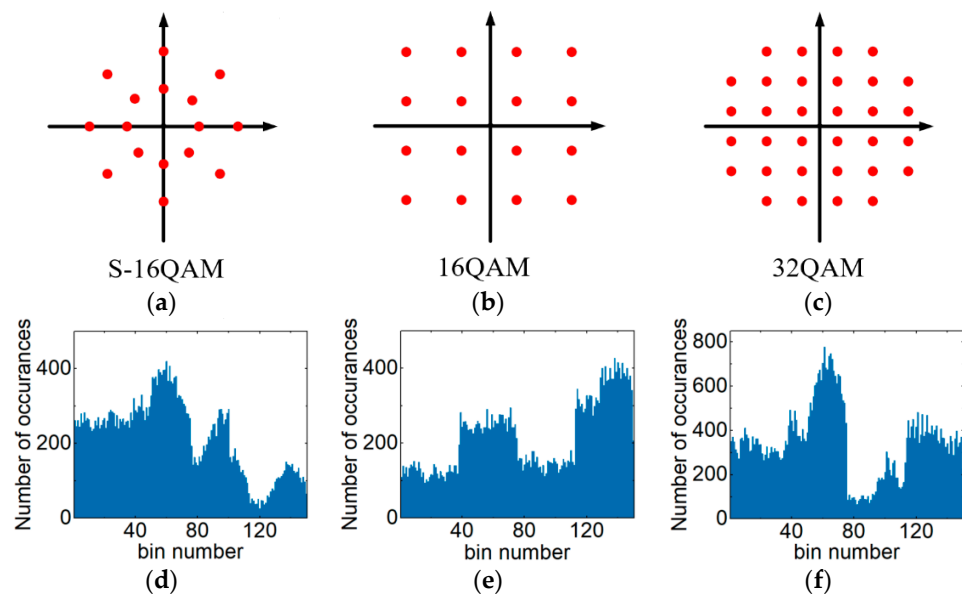 S-16QAM
16QAM
32QAM
(a)
(b)
(c)
Number of occurances
400
200
0
40
80
120
bin number
(d)
Number of occurances
400
200
0
40
80
120
bin number
(e)
Number of occurances
800
600
400
200
0
40
80
120
bin number
(f)